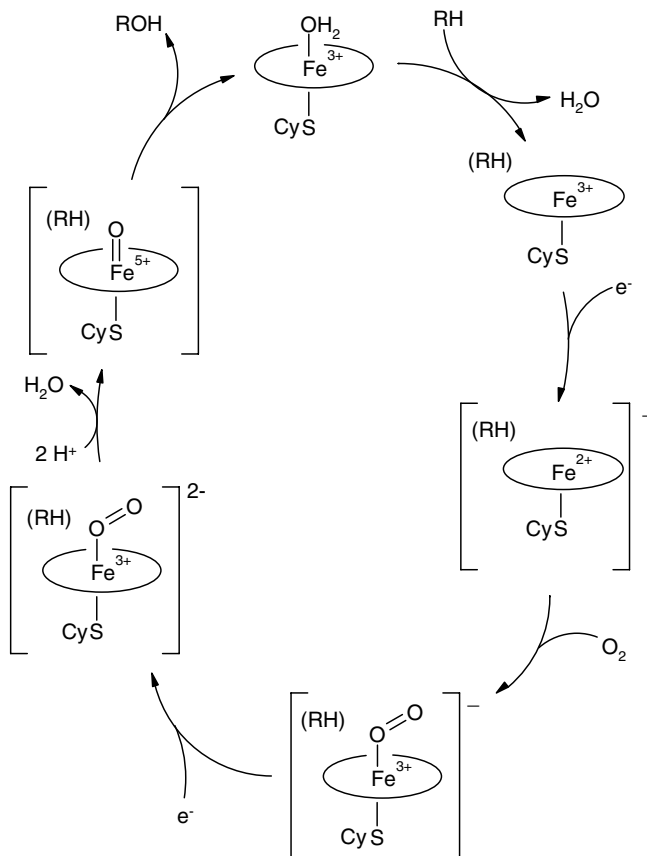 ROH
OH₂
Fe³⁺
CyS
RH
H₂O
(RH)
Fe³⁺
CyS
e⁻
(RH)
Fe²⁺
CyS
−
O₂
(RH)
O
O
Fe³⁺
CyS
−
e⁻
(RH)
O
O
Fe³⁺
CyS
2-
2 H⁺
H₂O
(RH)
O
Fe⁵⁺
CyS